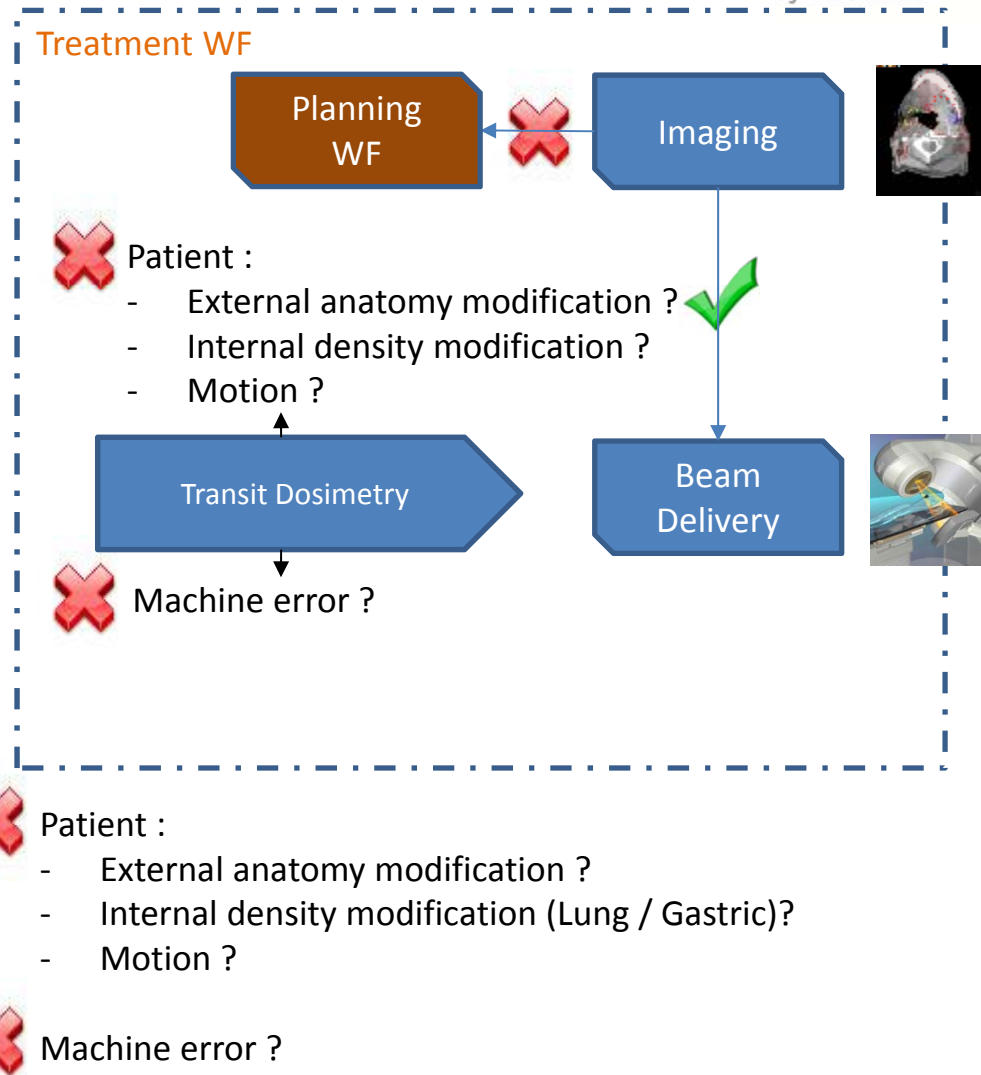 Treatment WF
Planning
WF
Imaging
Patient :
- External anatomy modification ?
- Internal density modification ?
- Motion ?
Transit Dosimetry
Beam
Delivery
Machine error ?
Patient :
- External anatomy modification ?
- Internal density modification (Lung / Gastric)?
- Motion ?
Machine error ?